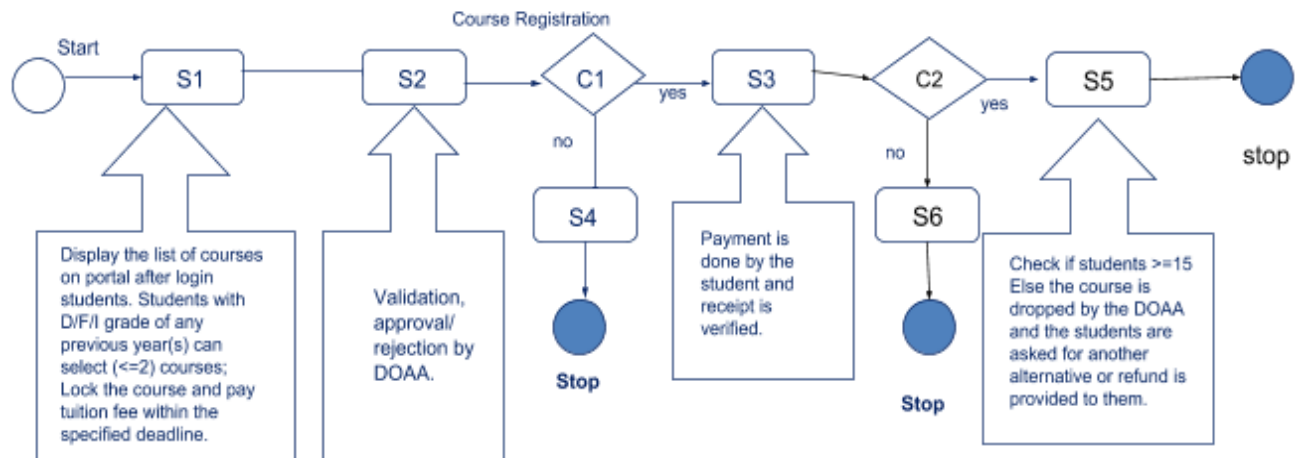 Course Registration
Start
S1
S2
C1
yes
S3
C2
yes
S5
stop
no
S4
Stop
no
S6
Stop
Display the list of courses
on portal after login
students. Students with
D/F/I grade of any
previous year(s) can
select (<=2) courses;
Lock the course and pay
tuition fee within the
specified deadline.
Validation,
approval/
rejection by
DOAA.
Payment is
done by the
student and
receipt is
verified.
Check if students >=15
Else the course is
dropped by the DOAA
and the students are
asked for another
alternative or refund is
provided to them.